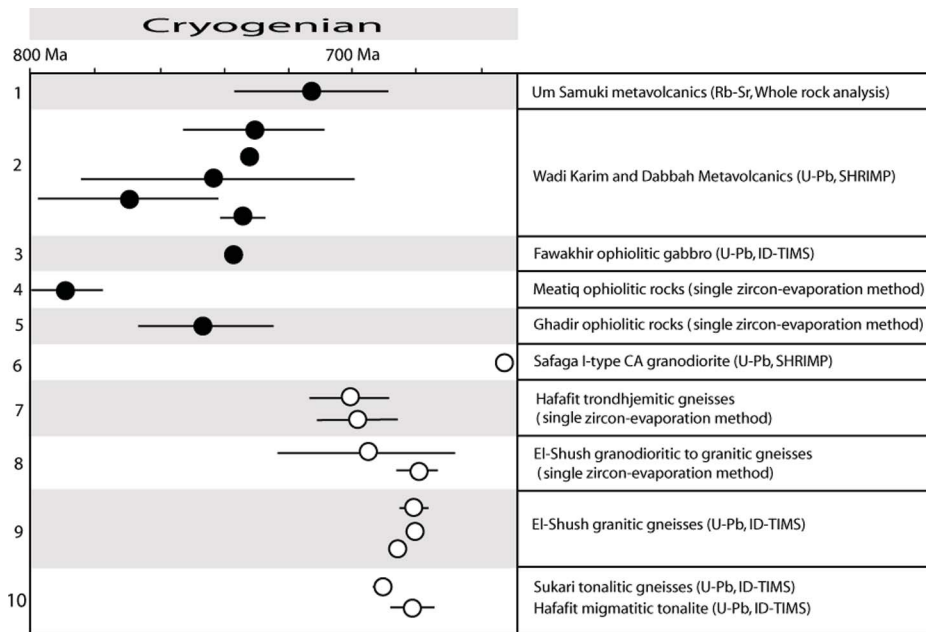 Cryogenian
800 Ma 700 Ma
1 Um Samuki metavolcanics (Rb-Sr, Whole rock analysis)
2 Wadi Karim and Dabbah Metavolcanics (U-Pb, SHRIMP)
3 Fawakhir ophiolitic gabbro (U-Pb, ID-TIMS)
4 Meatiq ophiolitic rocks (single zircon-evaporation method)
5 Ghadir ophiolitic rocks (single zircon-evaporation method)
6 Safaga I-type CA granodiorite (U-Pb, SHRIMP)
7 Hafafit trondhjemitic gneisses
(single zircon-evaporation method)
8 El-Shush granodioritic to granitic gneisses
(single zircon-evaporation method)
9 El-Shush granitic gneisses (U-Pb, ID-TIMS)
10 Sukari tonalitic gneisses (U-Pb, ID-TIMS)
Hafafit migmatitic tonalite (U-Pb, ID-TIMS)